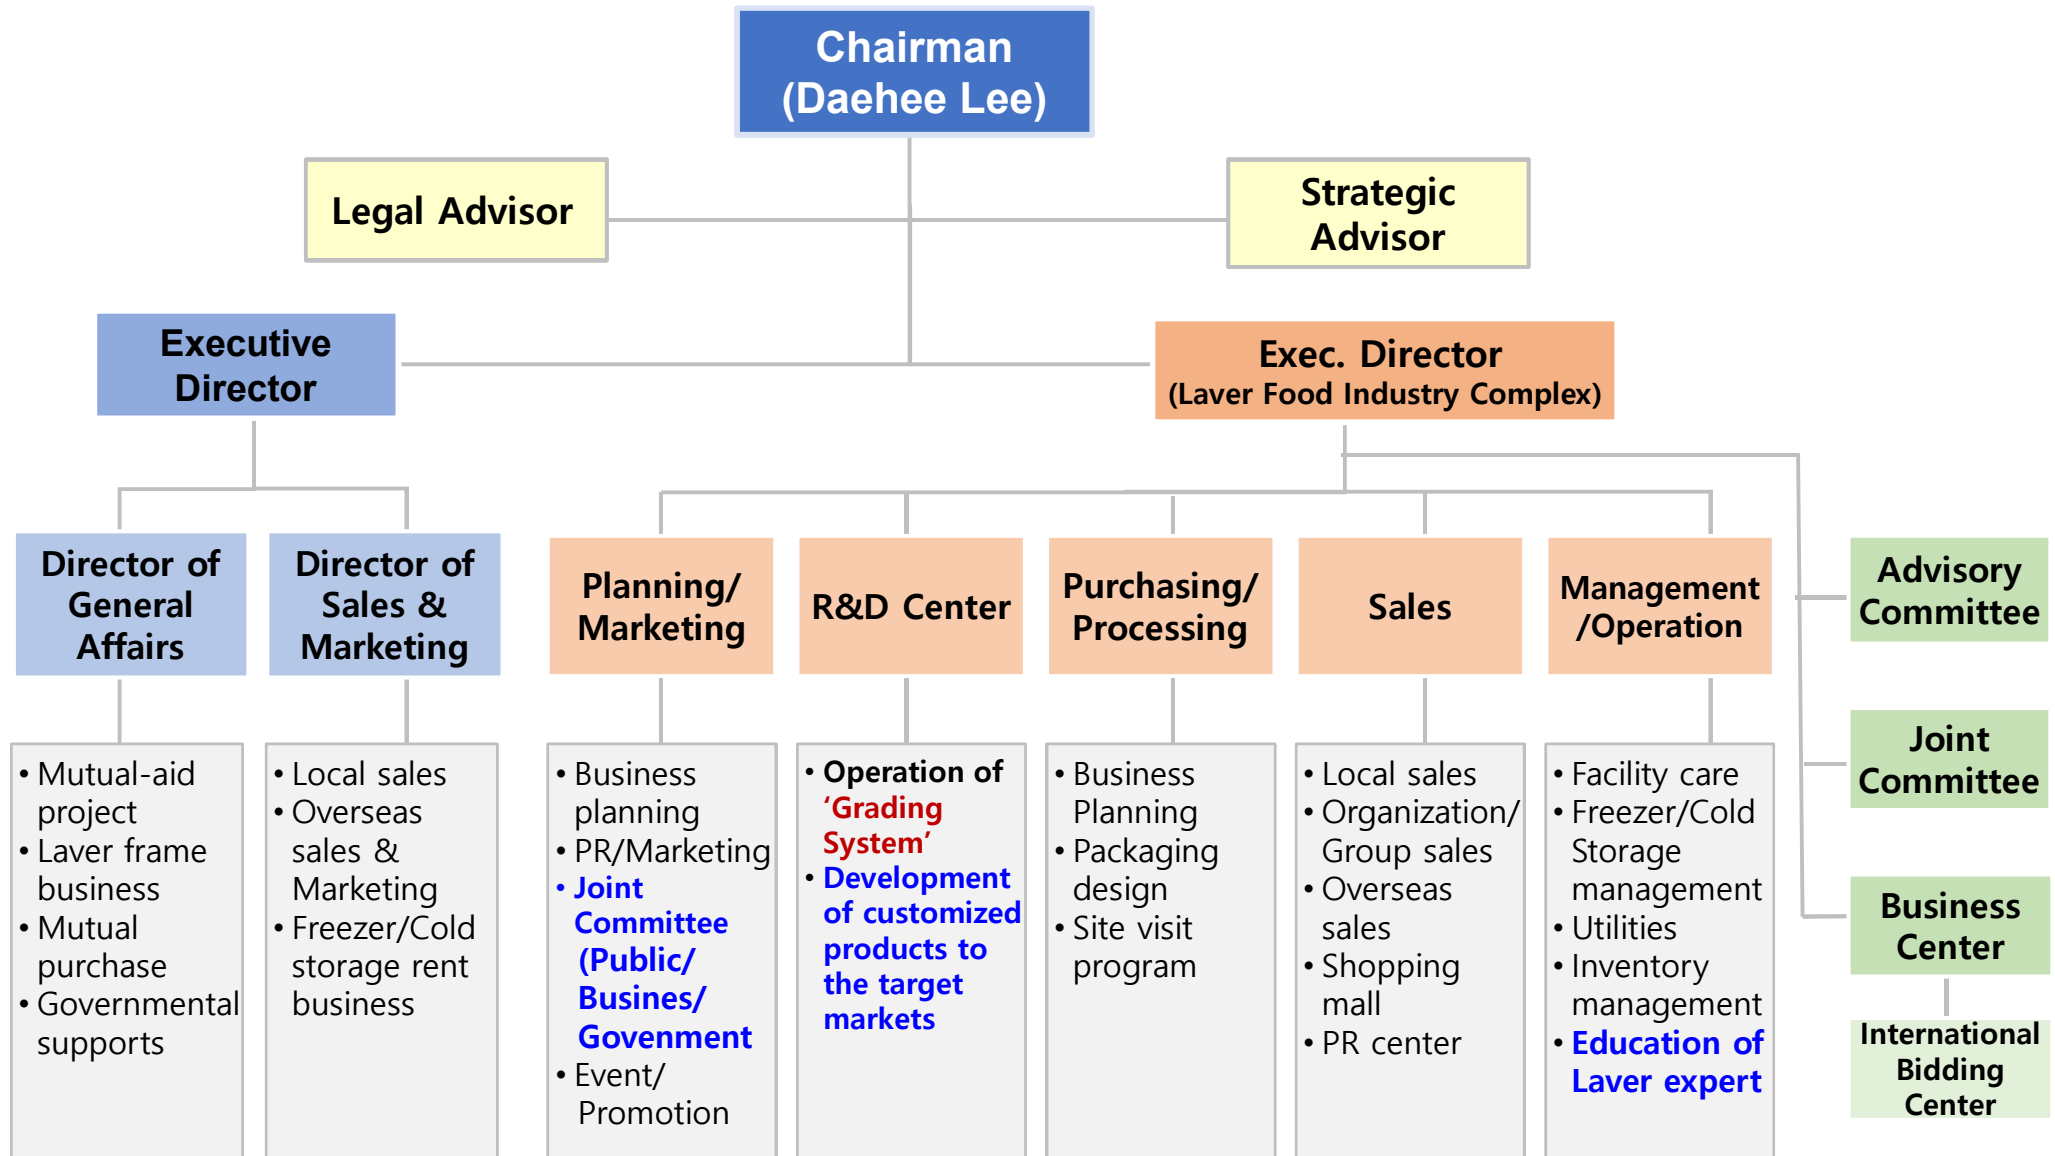 Chairman
(Daehee Lee)
Legal Advisor
Strategic
Advisor
Executive
Director
Exec. Director
(Laver Food Industry Complex)
Director of
General
Affairs
Director of
Sales &
Marketing
Planning/
Marketing
R&D Center
Purchasing/
Processing
Sales
Management
/Operation
Advisory
Committee
Joint
Committee
Business
Center
International
Bidding
Center
• Mutual-aid
project
• Laver frame
business
• Mutual
purchase
• Governmental
supports
• Local sales
• Overseas
sales &
Marketing
• Freezer/Cold
storage rent
business
• Business
planning
• PR/Marketing
• Joint
Committee
(Public/
Busines/
Govenment
• Event/
Promotion
• Operation of
‘Grading
System’
• Development
of customized
products to
the target
markets
• Business
Planning
• Packaging
design
• Site visit
program
• Local sales
• Organization/
Group sales
• Overseas
sales
• Shopping
mall
• PR center
• Facility care
• Freezer/Cold
Storage
management
• Utilities
• Inventory
management
• Education of
Laver expert